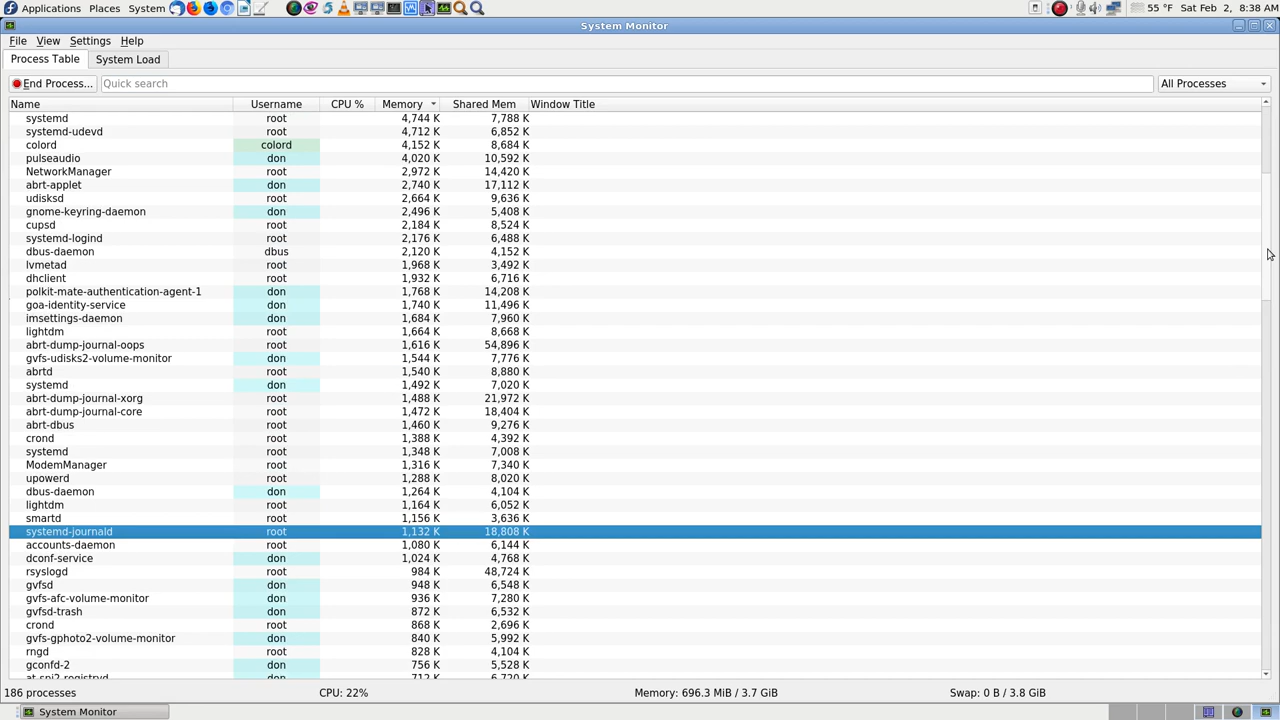 Applications Places System 55 °F Sat Feb 2, 8:38 AM
System Monitor
File View Settings Help
Process Table System Load
End Process... Quick search All Processes
Name Username CPU % Memory Shared Mem Window Title
systemd root 4,744 K 7,788 K
systemd-udevd root 4,712 K 6,852 K
colord colord 4,152 K 8,684 K
pulseaudio don 4,020 K 10,592 K
NetworkManager root 2,972 K 14,420 K
abrt-applet don 2,740 K 17,112 K
udisksd root 2,664 K 9,636 K
gnome-keyring-daemon don 2,496 K 5,408 K
cupsd root 2,184 K 8,524 K
systemd-logind root 2,176 K 6,488 K
dbus-daemon dbus 2,120 K 4,152 K
lvmetad root 1,968 K 3,492 K
dhclient root 1,932 K 6,716 K
polkit-mate-authentication-agent-1 don 1,768 K 14,208 K
goa-identity-service don 1,740 K 11,496 K
imsettings-daemon don 1,684 K 7,960 K
lightdm root 1,664 K 8,668 K
abrt-dump-journal-oops root 1,616 K 54,896 K
gvfs-udisks2-volume-monitor don 1,544 K 7,776 K
abrtd root 1,540 K 8,880 K
systemd don 1,492 K 7,020 K
abrt-dump-journal-xorg root 1,488 K 21,972 K
abrt-dump-journal-core root 1,472 K 18,404 K
abrt-dbus root 1,460 K 9,276 K
crond root 1,388 K 4,392 K
systemd root 1,348 K 7,008 K
ModemManager root 1,316 K 7,340 K
upowerd root 1,288 K 8,020 K
dbus-daemon don 1,264 K 4,104 K
lightdm root 1,164 K 6,052 K
smartd root 1,156 K 3,636 K
systemd-journald root 1,132 K 18,808 K
accounts-daemon root 1,080 K 6,144 K
dconf-service don 1,024 K 4,768 K
rsyslogd root 984 K 48,724 K
gvfsd don 948 K 6,548 K
gvfs-afc-volume-monitor don 936 K 7,280 K
gvfsd-trash don 872 K 6,532 K
crond root 868 K 2,696 K
gvfs-gphoto2-volume-monitor don 840 K 5,992 K
rngd root 828 K 4,104 K
gconfd-2 don 756 K 5,528 K
at-spi2-registryd don 712 K 6,720 K
186 processes CPU: 22% Memory: 696.3 MiB / 3.7 GiB Swap: 0 B / 3.8 GiB
System Monitor